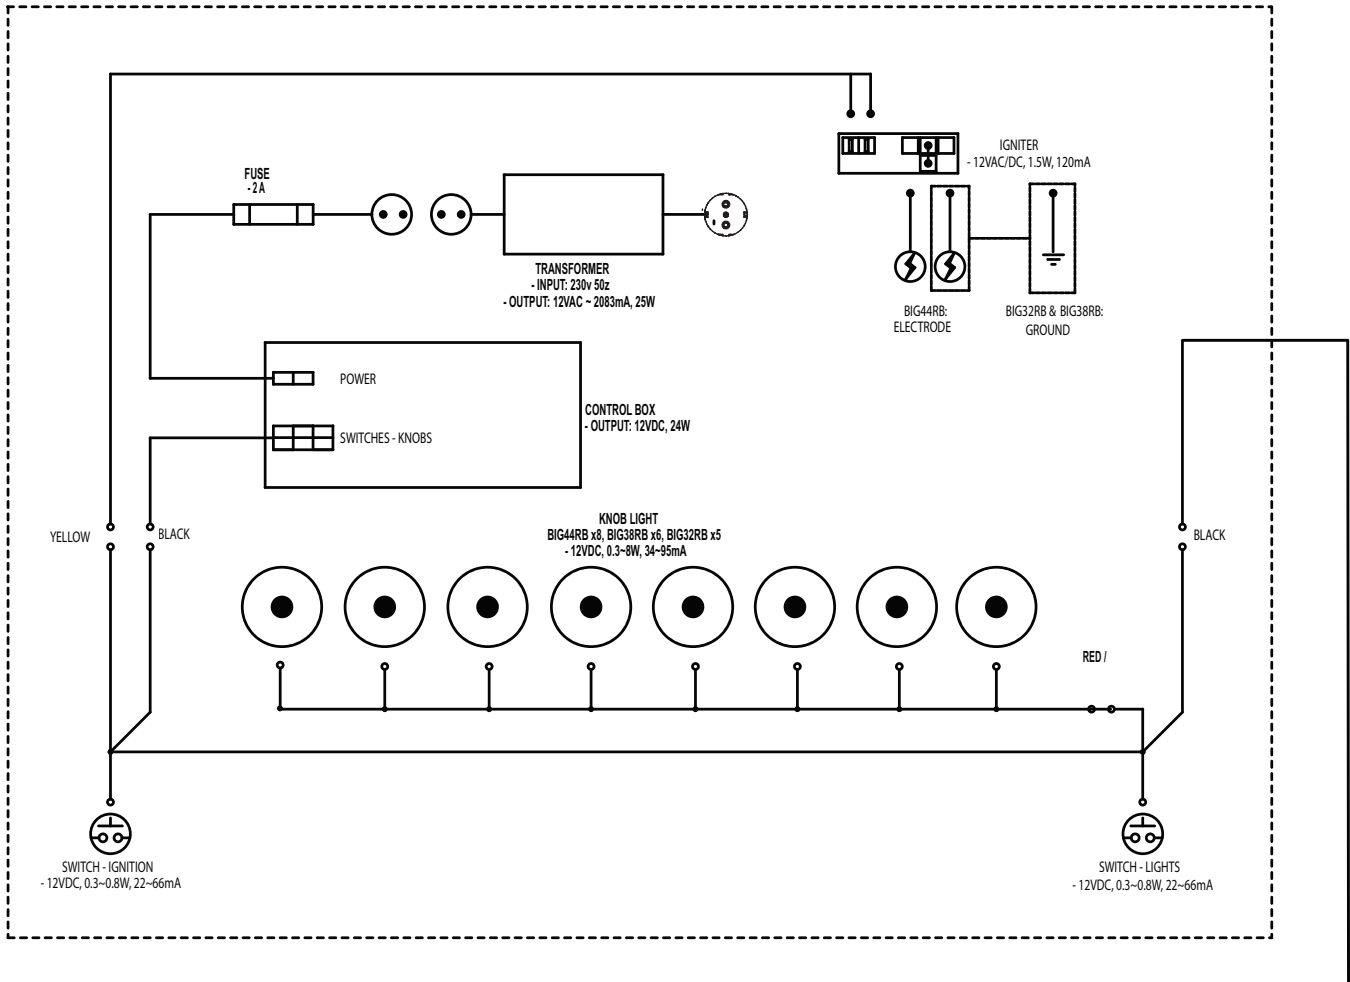 IGNITER
- 12VAC/DC, 1.5W, 120mA
FUSE
- 2 A
TRANSFORMER
- INPUT: 230v 50z
- OUTPUT: 12VAC ~ 2083mA, 25W
BIG44RB:
ELECTRODE
BIG32RB & BIG38RB:
GROUND
POWER
CONTROL BOX
- OUTPUT: 12VDC, 24W
SWITCHES - KNOBS
YELLOW
BLACK
KNOB LIGHT
BIG44RB x8, BIG38RB x6, BIG32RB x5
- 12VDC, 0.3~8W, 34~95mA
BLACK
RED /
SWITCH - IGNITION
- 12VDC, 0.3~0.8W, 22~66mA
SWITCH - LIGHTS
- 12VDC, 0.3~0.8W, 22~66mA